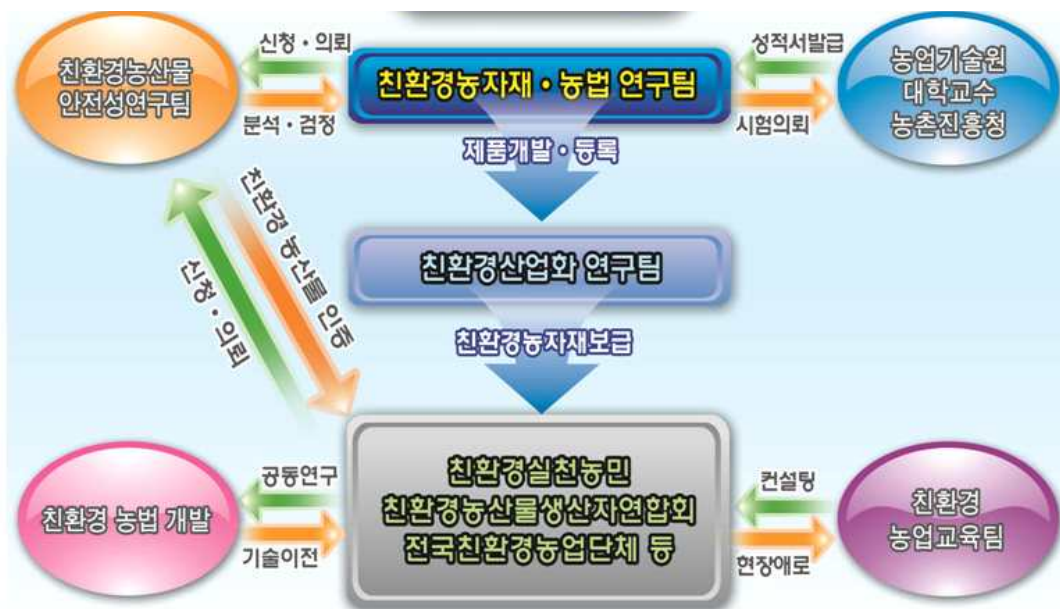 신청·의뢰
성적서발급
친환경농산물
안전성연구팀
친환경농자재·농법 연구팀
농업기술원
대학교수
농촌진흥청
분석·검정
시험의뢰
제품개발·등록
친환경산업화 연구팀
친환경 농산물 인증
신청·의뢰
친환경농자재보급
친환경실천농민
친환경농산물생산자연합회
전국친환경농업단체 등
공동연구
친환경 농법 개발
기술이전
컨설팅
친환경
농업교육팀
현장애로